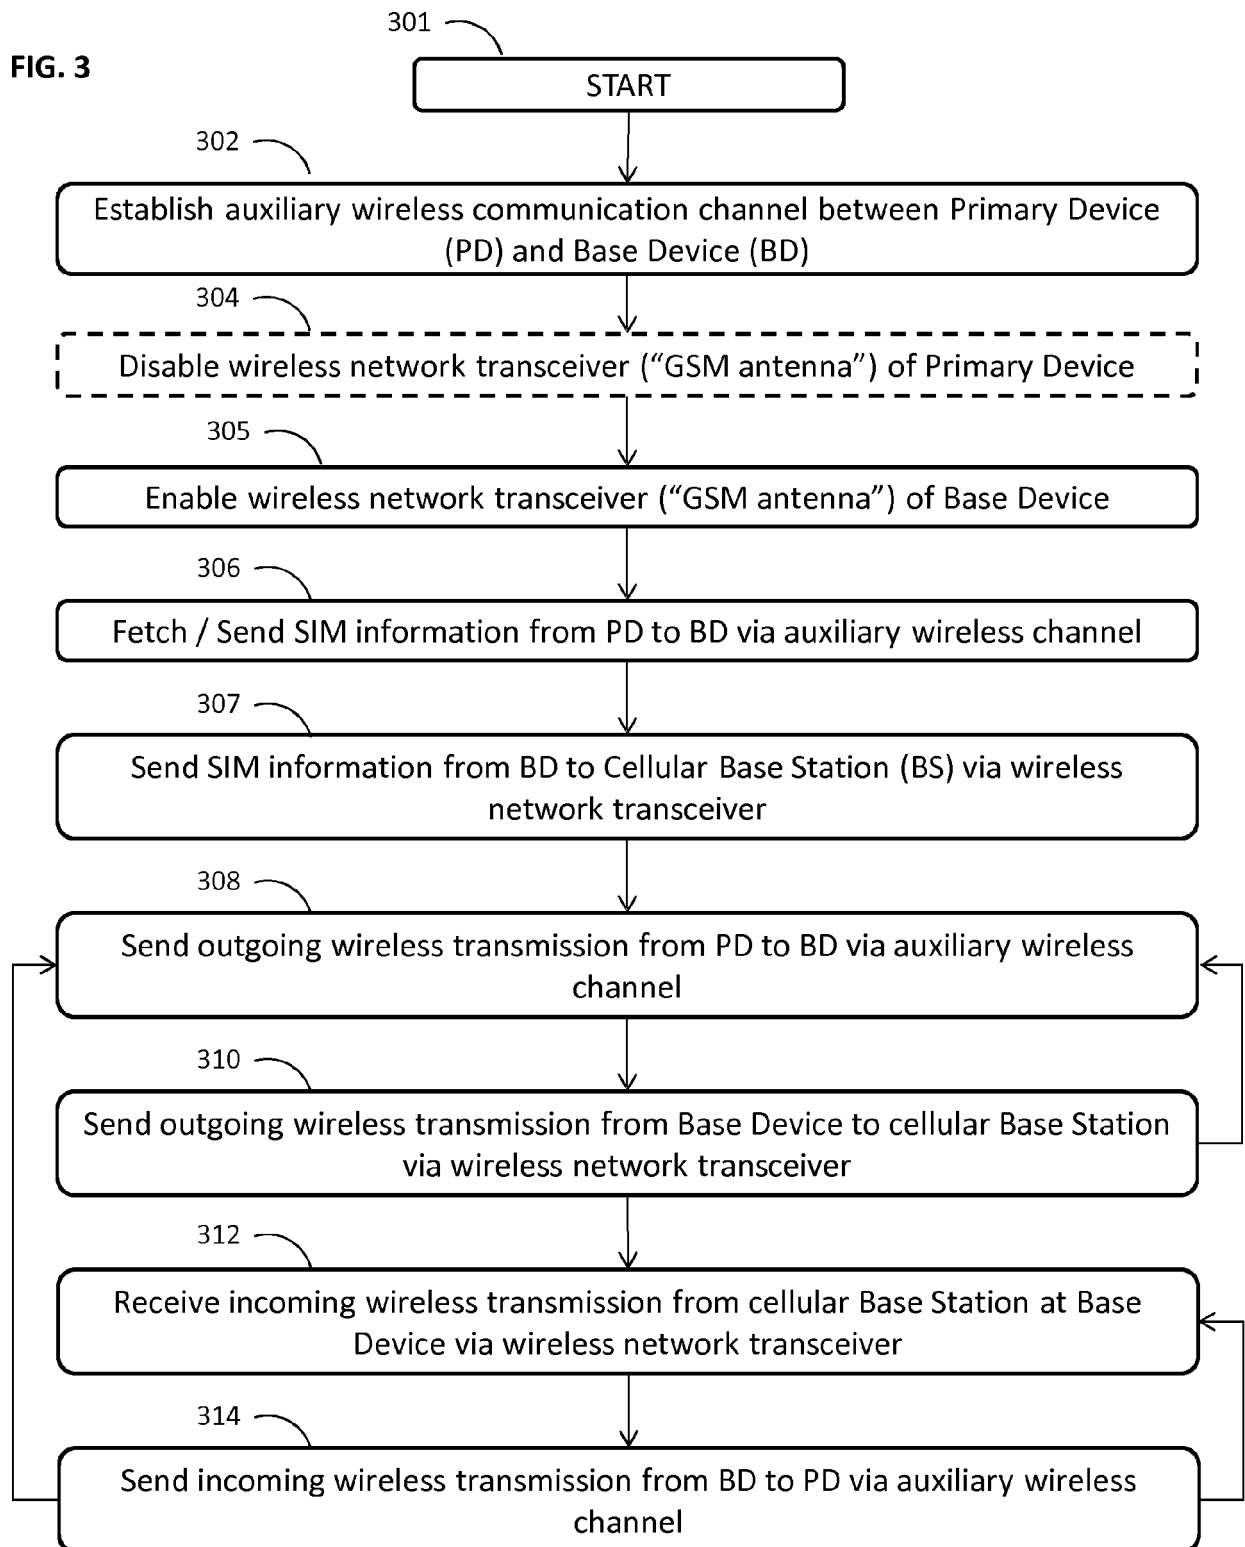 301
FIG. 3
START
302
Establish auxiliary wireless communication channel between Primary Device
(PD) and Base Device (BD)
304
Disable wireless network transceiver (“GSM antenna”) of Primary Device
305
Enable wireless network transceiver (“GSM antenna”) of Base Device
306
Fetch / Send SIM information from PD to BD via auxiliary wireless channel
307
Send SIM information from BD to Cellular Base Station (BS) via wireless
network transceiver
308
Send outgoing wireless transmission from PD to BD via auxiliary wireless
channel
310
Send outgoing wireless transmission from Base Device to cellular Base Station
via wireless network transceiver
312
Receive incoming wireless transmission from cellular Base Station at Base
Device via wireless network transceiver
314
Send incoming wireless transmission from BD to PD via auxiliary wireless
channel